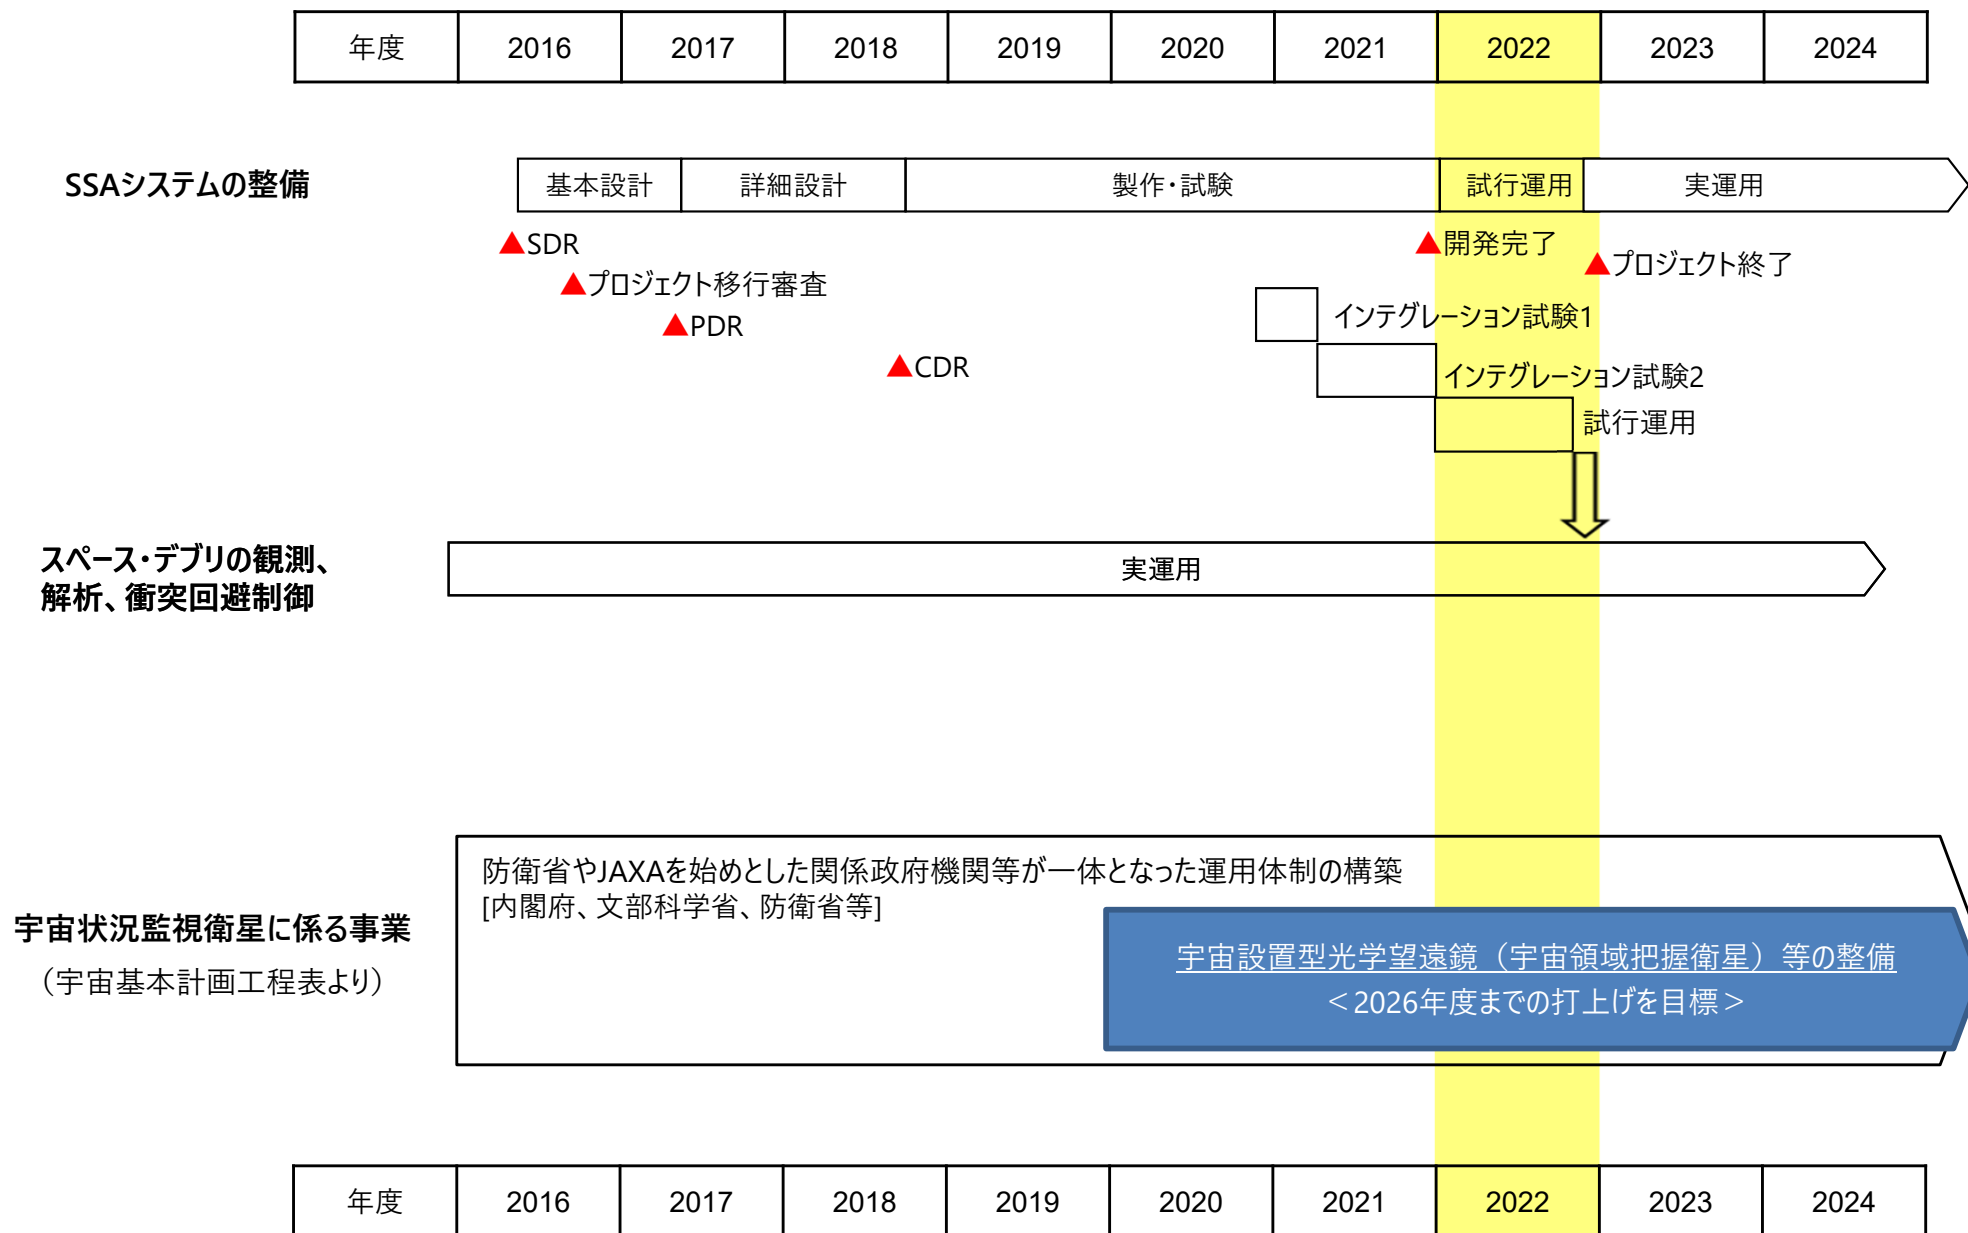 年度 2016 2017 2018 2019 2020 2021 2022 2023 2024
SSAシステムの整備
基本設計 詳細設計 製作・試験 試行運用 実運用
▲SDR
▲開発完了
▲プロジェクト終了
▲プロジェクト移行審査
インテグレーション試験1
▲PDR
▲CDR
インテグレーション試験2
試行運用
スペース・デブリの観測、
解析、衝突回避制御
実運用
防衛省やJAXAを始めとした関係政府機関等が一体となった運用体制の構築
[内閣府、文部科学省、防衛省等]
宇宙状況監視衛星に係る事業
（宇宙基本計画工程表より）
宇宙設置型光学望遠鏡（宇宙領域把握衛星）等の整備
＜2026年度までの打上げを目標＞
年度 2016 2017 2018 2019 2020 2021 2022 2023 2024